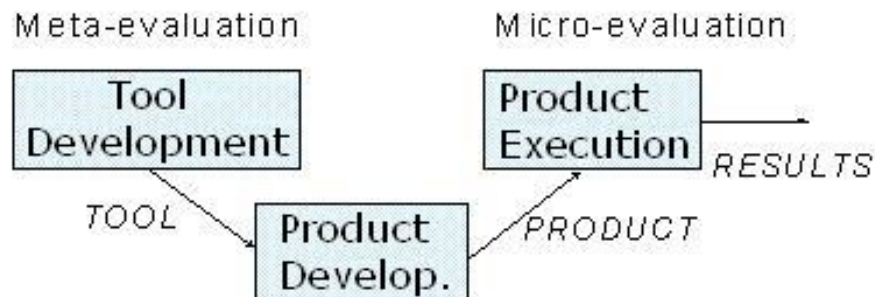 Meta-evaluation
Micro-evaluation
Tool
Development
Product
Execution
RESULTS
TOOL
PRODUCT
Product
Develop.